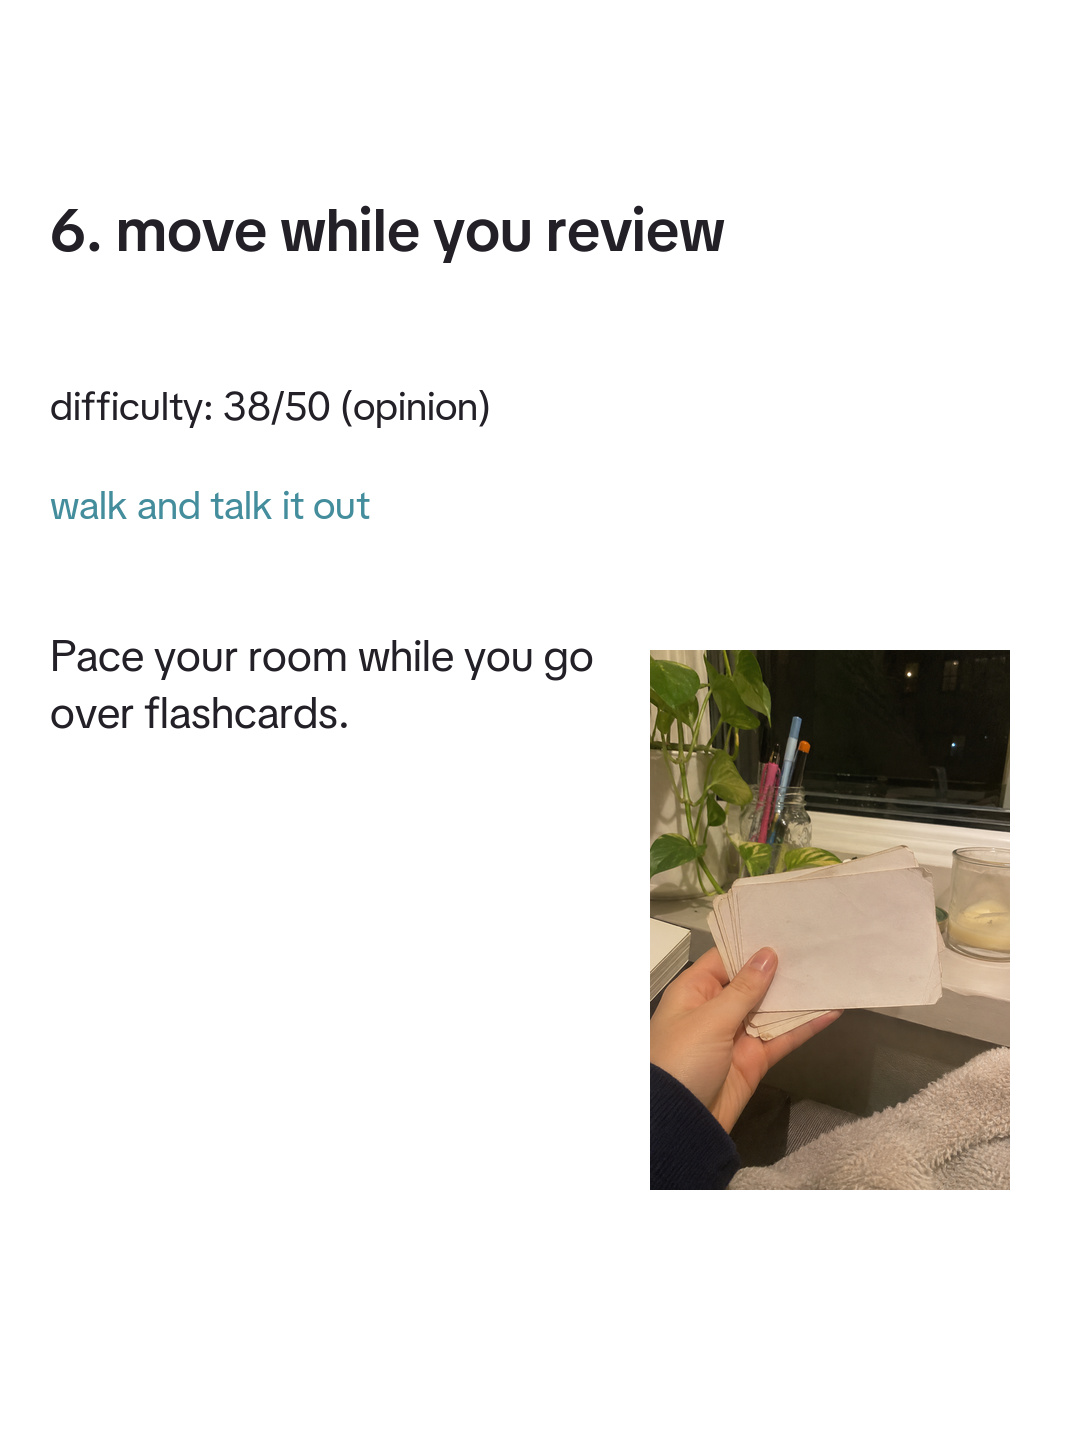 6. move while you review
difficulty: 38/50 (opinion)
walk and talk it out
Pace your room while you go
over flashcards.